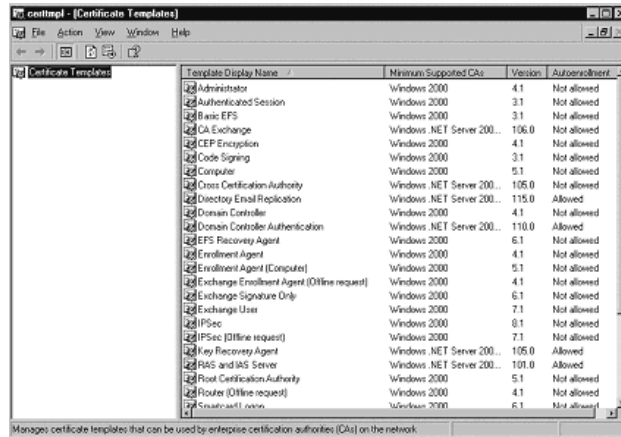 certtmpl - [Certificate Templates]
File Action View Window Help
Certificate Templates
Template Display Name / Minimum Supported CAs Version Autoenrollment
Administrator Windows 2000 4.1 Not allowed
Authenticated Session Windows 2000 3.1 Not allowed
Basic EFS Windows 2000 3.1 Not allowed
CA Exchange Windows .NET Server 200... 106.0 Not allowed
CEP Encryption Windows 2000 4.1 Not allowed
Code Signing Windows 2000 3.1 Not allowed
Computer Windows 2000 5.1 Not allowed
Cross Certification Authority Windows .NET Server 200... 105.0 Not allowed
Directory Email Replication Windows .NET Server 200... 115.0 Allowed
Domain Controller Windows 2000 4.1 Not allowed
Domain Controller Authentication Windows .NET Server 200... 110.0 Allowed
EFS Recovery Agent Windows 2000 6.1 Not allowed
Enrollment Agent Windows 2000 4.1 Not allowed
Enrollment Agent (Computer) Windows 2000 5.1 Not allowed
Exchange Enrollment Agent (Offline request) Windows 2000 4.1 Not allowed
Exchange Signature Only Windows 2000 6.1 Not allowed
Exchange User Windows 2000 7.1 Not allowed
IPSec Windows 2000 8.1 Not allowed
IPSec (Offline request) Windows 2000 7.1 Not allowed
Key Recovery Agent Windows .NET Server 200... 105.0 Allowed
RAS and IAS Server Windows .NET Server 200... 101.0 Allowed
Root Certification Authority Windows 2000 5.1 Not allowed
Router (Offline request) Windows 2000 4.1 Not allowed
Smartcard Logon Windows 2000 6.1 Not allowed
Manages certificate templates that can be used by enterprise certification authorities (CAs) on the network